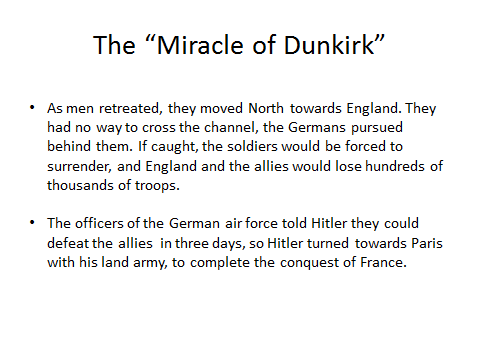 The “Miracle of Dunkirk”
• As men retreated, they moved North towards England. They
had no way to cross the channel, the Germans pursued
behind them. If caught, the soldiers would be forced to
surrender, and England and the allies would lose hundreds of
thousands of troops.
• The officers of the German air force told Hitler they could
defeat the allies in three days, so Hitler turned towards Paris
with his land army, to complete the conquest of France.